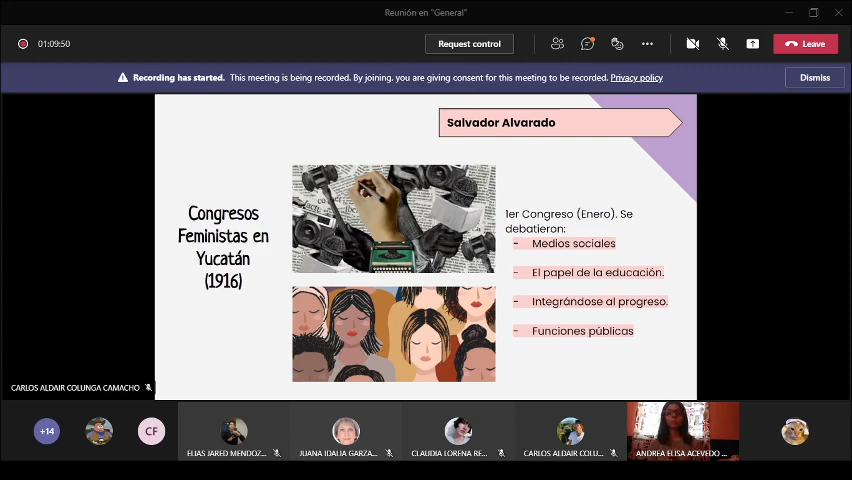 Reunión en "General"
01:09:50
Request control
Leave
Recording has started. This meeting is being recorded. By joining, you are giving consent for this meeting to be recorded. Privacy policy
Dismiss
Salvador Alvarado
Congresos
Feministas en
Yucatán
(1916)
1er Congreso (Enero). Se
debatieron:
- Medios sociales
- El papel de la educación.
- Integrándose al progreso.
- Funciones públicas
CARLOS ALDAIR COLUNGA CAMACHO
+14
CF
ELIAS JARED MENDOZ...
JUANA IDALIA GARZA...
CLAUDIA LORENA RE...
CARLOS ALDAIR COLU...
ANDREA ELISA ACEVEDO ...